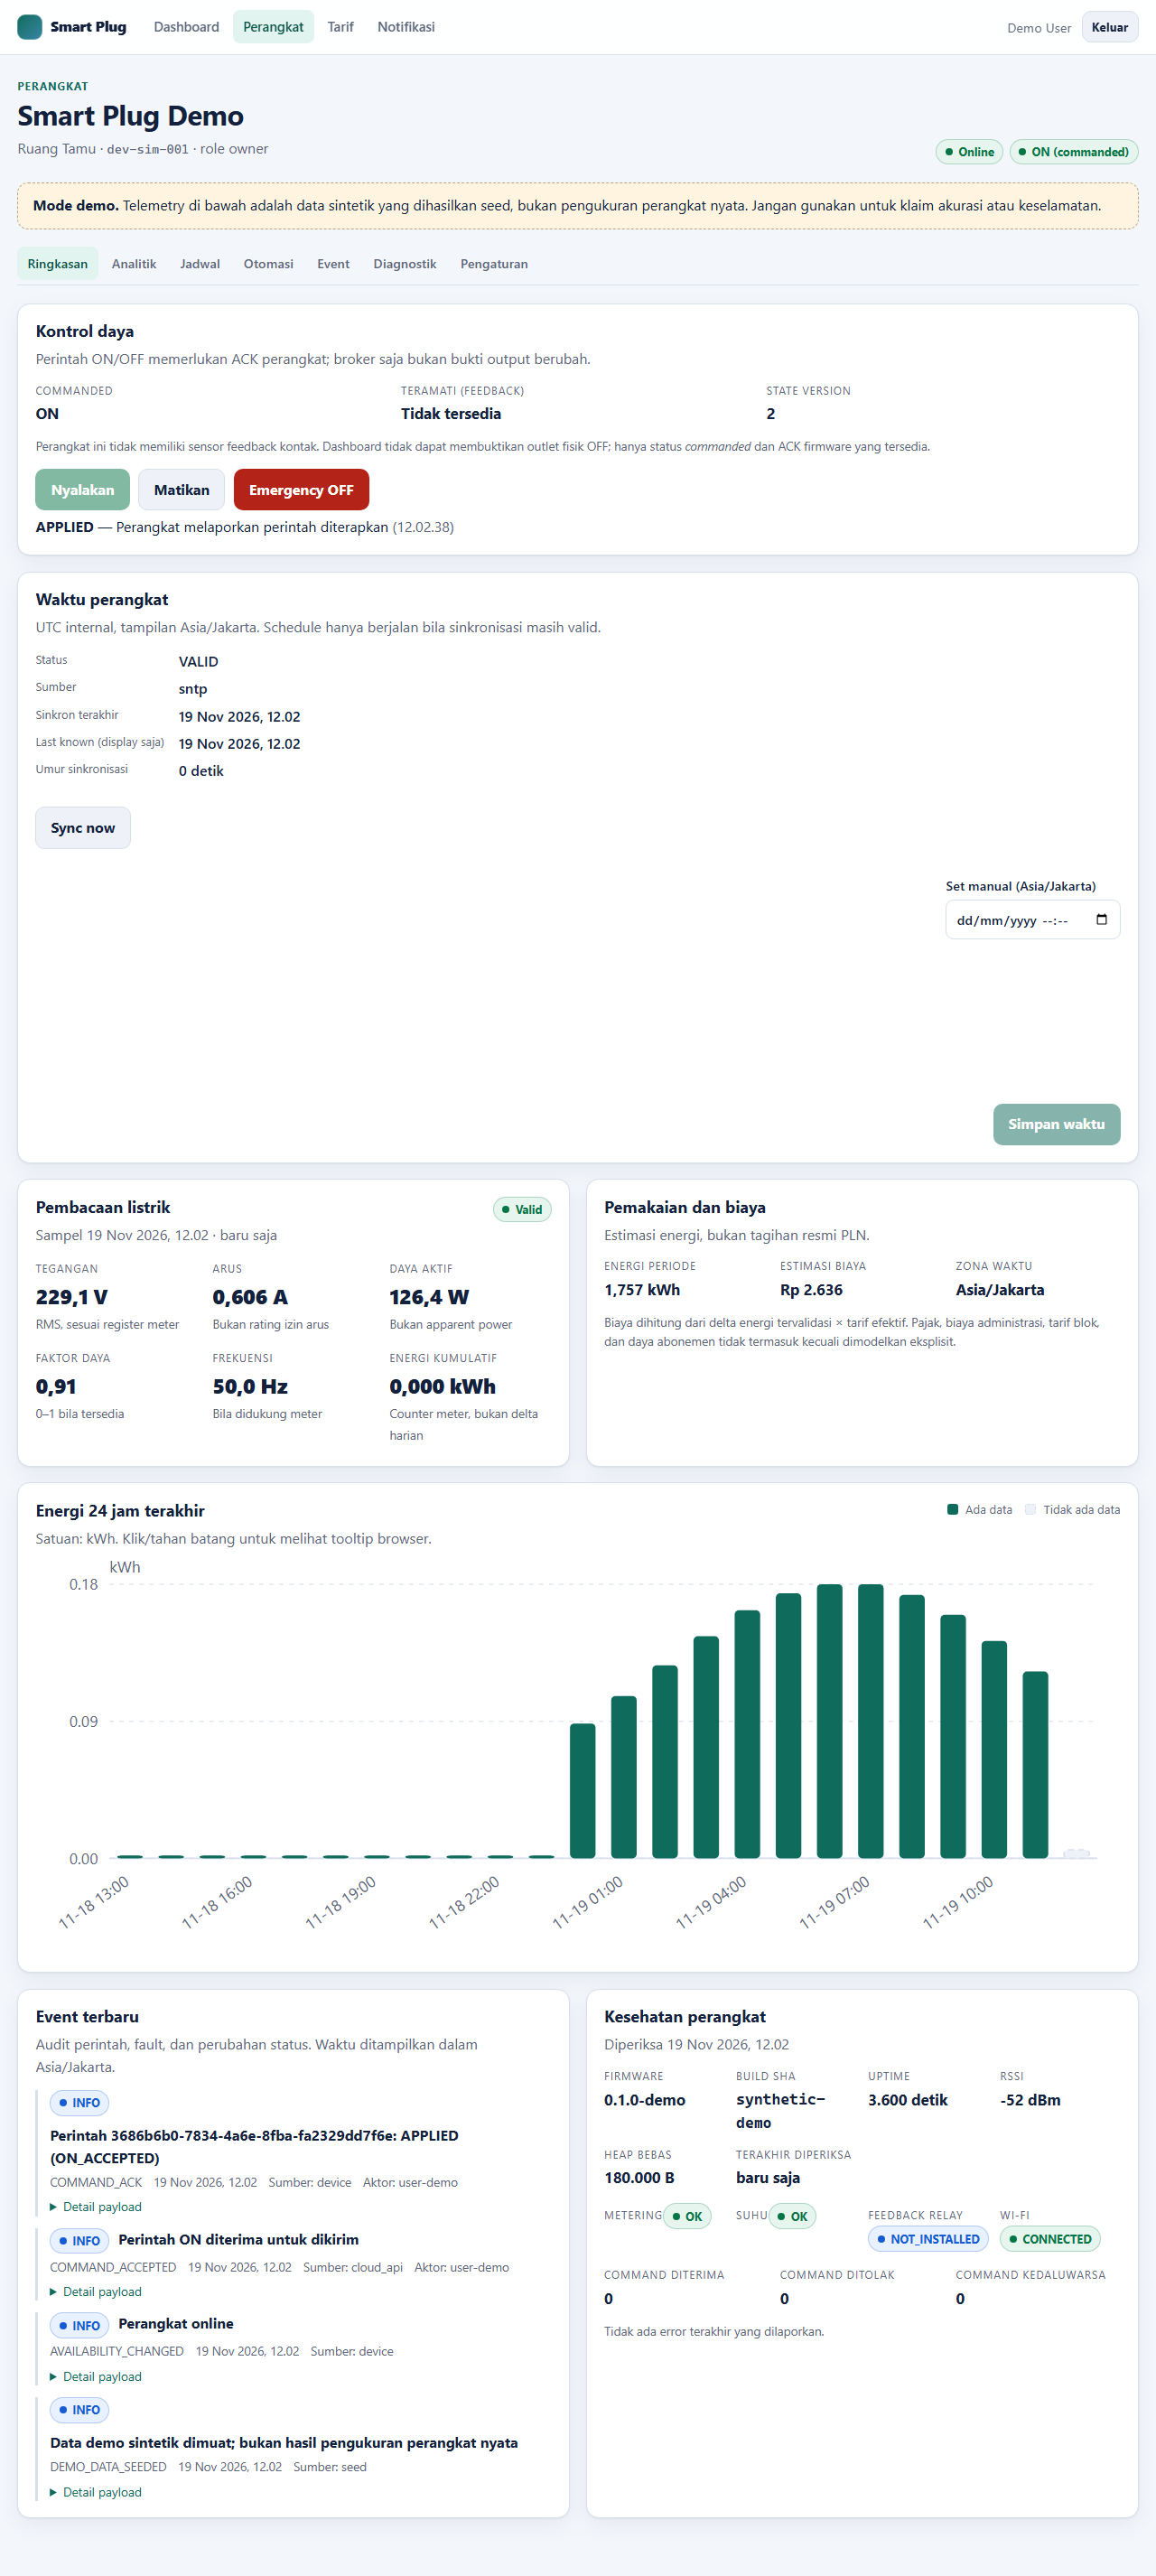 Smart Plug
Dashboard
Perangkat
Tarif
Notifikasi
Demo User
Keluar
PERANGKAT
Smart Plug Demo
Ruang Tamu · dev-sim-001 · role owner
Online
ON (commanded)
Mode demo. Telemetry di bawah adalah data sintetik yang dihasilkan seed, bukan pengukuran perangkat nyata. Jangan gunakan untuk klaim akurasi atau keselamatan.
Ringkasan
Analitik
Jadwal
Otomasi
Event
Diagnostik
Pengaturan
Kontrol daya
Perintah ON/OFF memerlukan ACK perangkat; broker saja bukan bukti output berubah.
COMMANDED
ON
TERAMATI (FEEDBACK)
Tidak tersedia
STATE VERSION
2
Perangkat ini tidak memiliki sensor feedback kontak. Dashboard tidak dapat membuktikan outlet fisik OFF; hanya status commanded dan ACK firmware yang tersedia.
Nyalakan
Matikan
Emergency OFF
APPLIED — Perangkat melaporkan perintah diterapkan (12.02.38)
Waktu perangkat
UTC internal, tampilan Asia/Jakarta. Schedule hanya berjalan bila sinkronisasi masih valid.
Status VALID
Sumber sntp
Sinkron terakhir 19 Nov 2026, 12.02
Last known (display saja) 19 Nov 2026, 12.02
Umur sinkronisasi 0 detik
Sync now
Set manual (Asia/Jakarta)
dd/mm/yyyy --:--
Simpan waktu
Pembacaan listrik
Valid
Sampel 19 Nov 2026, 12.02 · baru saja
TEGANGAN
229,1 V
RMS, sesuai register meter
ARUS
0,606 A
Bukan rating izin arus
DAYA AKTIF
126,4 W
Bukan apparent power
FAKTOR DAYA
0,91
0–1 bila tersedia
FREKUENSI
50,0 Hz
Bila didukung meter
ENERGI KUMULATIF
0,000 kWh
Counter meter, bukan delta
harian
Pemakaian dan biaya
Estimasi energi, bukan tagihan resmi PLN.
ENERGI PERIODE
1,757 kWh
ESTIMASI BIAYA
Rp 2.636
ZONA WAKTU
Asia/Jakarta
Biaya dihitung dari delta energi tervalidasi × tarif efektif. Pajak, biaya administrasi, tarif blok,
dan daya abonemen tidak termasuk kecuali dimodelkan eksplisit.
Energi 24 jam terakhir
Ada data
Tidak ada data
Satuan: kWh. Klik/tahan batang untuk melihat tooltip browser.
kWh
0.18
0.09
0.00
11-18 13:00
11-18 16:00
11-18 19:00
11-18 22:00
11-19 01:00
11-19 04:00
11-19 07:00
11-19 10:00
Event terbaru
Audit perintah, fault, dan perubahan status. Waktu ditampilkan dalam
Asia/Jakarta.
INFO
Perintah 3686b6b0-7834-4a6e-8fba-fa2329dd7f6e: APPLIED
(ON_ACCEPTED)
COMMAND_ACK 19 Nov 2026, 12.02 Sumber: device Aktor: user-demo
Detail payload
INFO Perintah ON diterima untuk dikirim
COMMAND_ACCEPTED 19 Nov 2026, 12.02 Sumber: cloud_api Aktor: user-demo
Detail payload
INFO Perangkat online
AVAILABILITY_CHANGED 19 Nov 2026, 12.02 Sumber: device
Detail payload
INFO
Data demo sintetik dimuat; bukan hasil pengukuran perangkat nyata
DEMO_DATA_SEEDED 19 Nov 2026, 12.02 Sumber: seed
Detail payload
Kesehatan perangkat
Diperiksa 19 Nov 2026, 12.02
FIRMWARE
0.1.0-demo
BUILD SHA
synthetic-
demo
UPTIME
3.600 detik
RSSI
-52 dBm
HEAP BEBAS
180.000 B
TERAKHIR DIPERIKSA
baru saja
METERING OK
SUHU OK
FEEDBACK RELAY
NOT_INSTALLED
WI-FI
CONNECTED
COMMAND DITERIMA
0
COMMAND DITOLAK
0
COMMAND KEDALUWARSA
0
Tidak ada error terakhir yang dilaporkan.